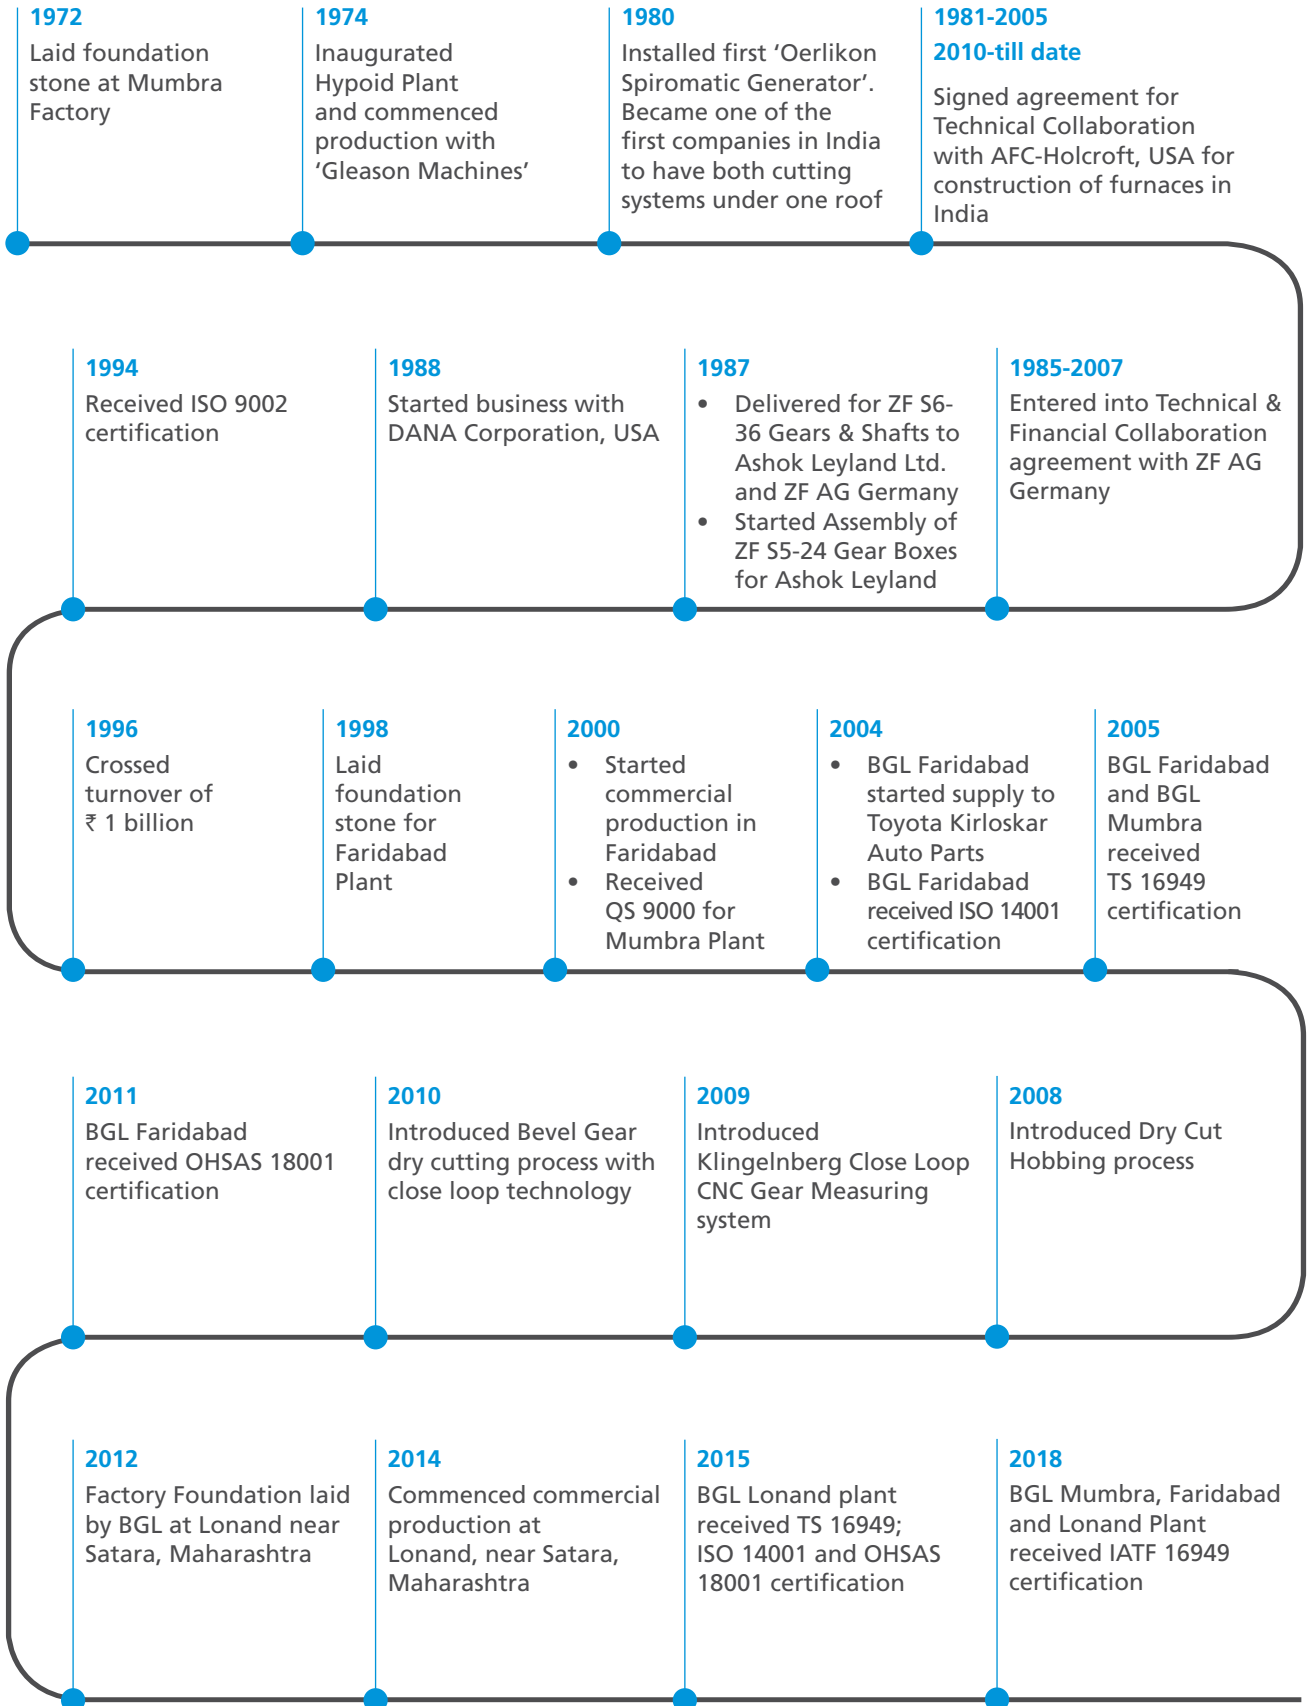 1972
Laid foundation
stone at Mumbra
Factory
1974
Inaugurated
Hypoid Plant
and commenced
production with
‘Gleason Machines’
1980
Installed first ‘Oerlikon
Spiromatic Generator’.
Became one of the
first companies in India
to have both cutting
systems under one roof
1981-2005
2010-till date
Signed agreement for
Technical Collaboration
with AFC-Holcroft, USA for
construction of furnaces in
India
1994
Received ISO 9002
certification
1988
Started business with
DANA Corporation, USA
1987
• Delivered for ZF S6-
36 Gears & Shafts to
Ashok Leyland Ltd.
and ZF AG Germany
• Started Assembly of
ZF S5-24 Gear Boxes
for Ashok Leyland
1985-2007
Entered into Technical &
Financial Collaboration
agreement with ZF AG
Germany
1996
Crossed
turnover of
₹ 1 billion
1998
Laid
foundation
stone for
Faridabad
Plant
2000
• Started
commercial
production in
Faridabad
• Received
QS 9000 for
Mumbra Plant
2004
• BGL Faridabad
started supply to
Toyota Kirloskar
Auto Parts
• BGL Faridabad
received ISO 14001
certification
2005
BGL Faridabad
and BGL
Mumbra
received
TS 16949
certification
2011
BGL Faridabad
received OHSAS 18001
certification
2010
Introduced Bevel Gear
dry cutting process with
close loop technology
2009
Introduced
Klingelnberg Close Loop
CNC Gear Measuring
system
2008
Introduced Dry Cut
Hobbing process
2012
Factory Foundation laid
by BGL at Lonand near
Satara, Maharashtra
2014
Commenced commercial
production at
Lonand, near Satara,
Maharashtra
2015
BGL Lonand plant
received TS 16949;
ISO 14001 and OHSAS
18001 certification
2018
BGL Mumbra, Faridabad
and Lonand Plant
received IATF 16949
certification